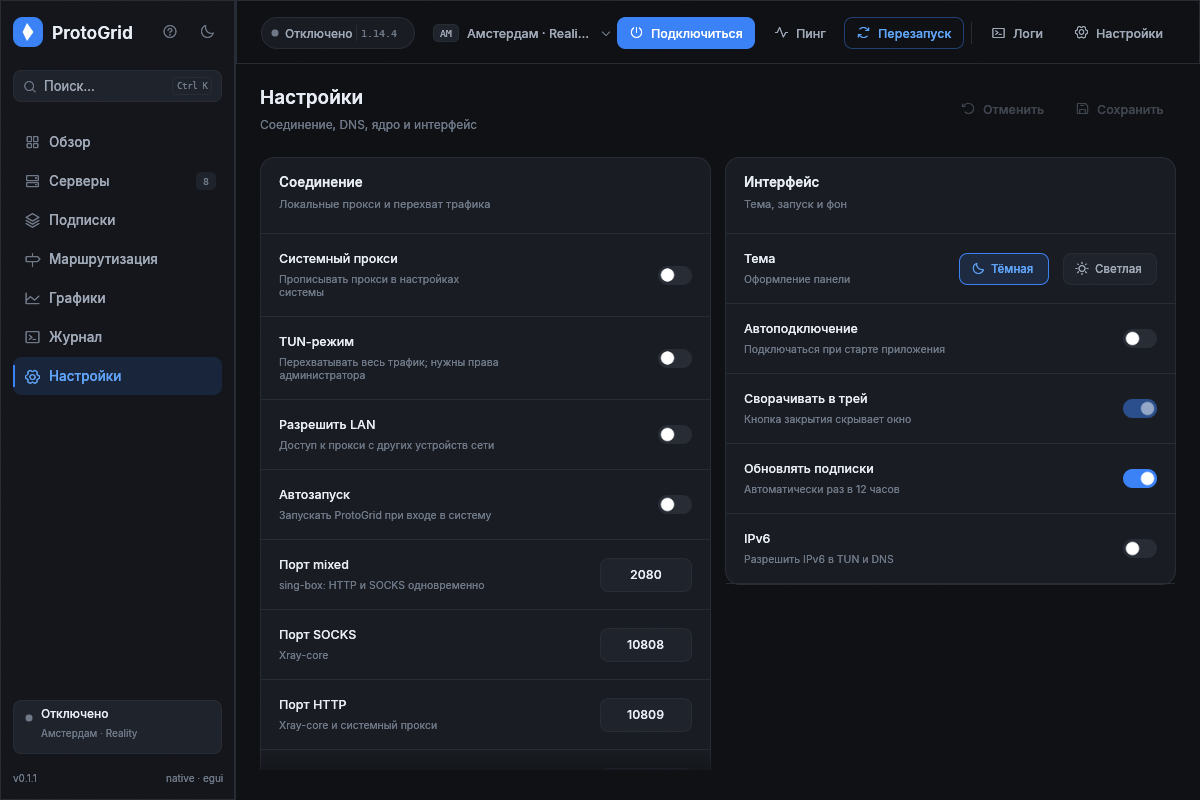 ProtoGrid
Поиск...
Ctrl K
Обзор
Серверы
8
Подписки
Маршрутизация
Графики
Журнал
Настройки
Отключено
Амстердам · Reality
v0.1.1
native · egui
Отключено 1.14.4
AM Амстердам · Reali...
Подключиться
Пинг
Перезапуск
Логи
Настройки
Настройки
Соединение, DNS, ядро и интерфейс
Отменить
Сохранить
Соединение
Локальные прокси и перехват трафика
Системный прокси
Прописывать прокси в настройках
системы
TUN-режим
Перехватывать весь трафик; нужны права
администратора
Разрешить LAN
Доступ к прокси с других устройств сети
Автозапуск
Запускать ProtoGrid при входе в систему
Порт mixed
sing-box: HTTP и SOCKS одновременно
2080
Порт SOCKS
Xray-core
10808
Порт HTTP
Xray-core и системный прокси
10809
Интерфейс
Тема, запуск и фон
Тема
Оформление панели
Тёмная
Светлая
Автоподключение
Подключаться при старте приложения
Сворачивать в трей
Кнопка закрытия скрывает окно
Обновлять подписки
Автоматически раз в 12 часов
IPv6
Разрешить IPv6 в TUN и DNS